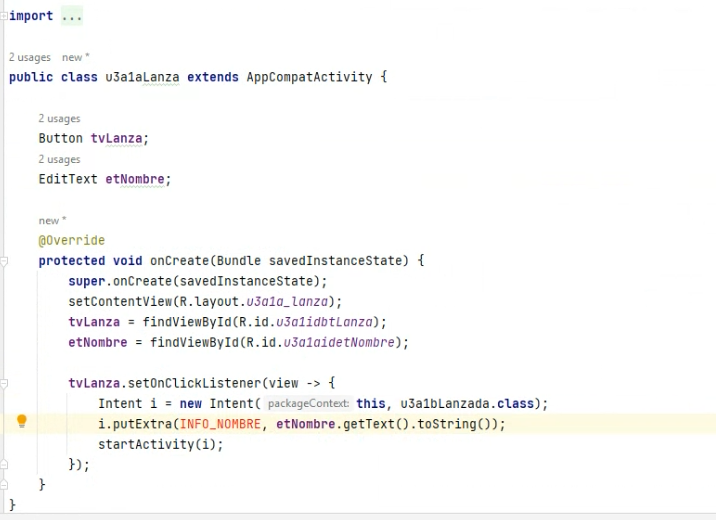 import ...
2 usages new *
public class u3a1aLanza extends AppCompatActivity {
2 usages
Button tvLanza;
2 usages
EditText etNombre;
new *
@Override
protected void onCreate(Bundle savedInstanceState) {
super.onCreate(savedInstanceState);
setContentView(R.layout.u3a1a_lanza);
tvLanza = findViewById(R.id.u3a1idbtLanza);
etNombre = findViewById(R.id.u3a1aidetNombre);
tvLanza.setOnClickListener(view -> {
Intent i = new Intent( packageContext: this, u3a1bLanzada.class);
i.putExtra(INFO_NOMBRE, etNombre.getText().toString());
startActivity(i);
});
}
}